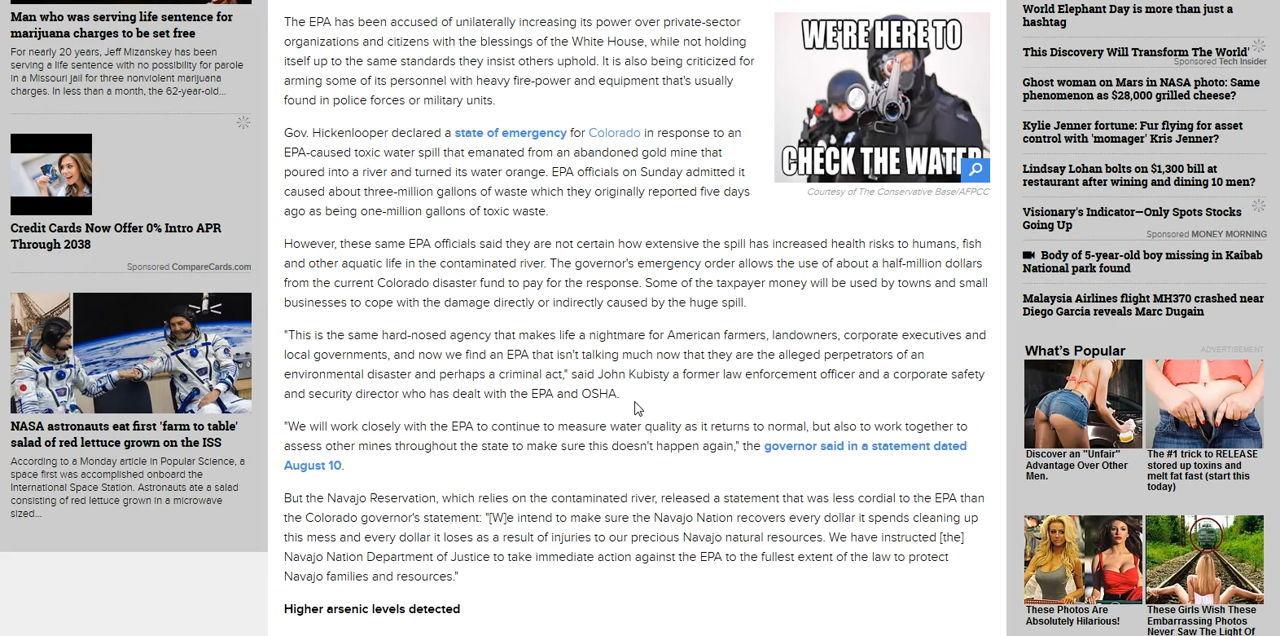 Man who was serving life sentence for
marijuana charges to be set free
For nearly 20 years, Jeff Mizanskey has been
serving a life sentence with no possibility for parole
in a Missouri jail for three nonviolent marijuana
charges. In less than a month, the 62-year-old...
Credit Cards Now Offer 0% Intro APR
Through 2038
Sponsored CompareCards.com
NASA astronauts eat first 'farm to table'
salad of red lettuce grown on the ISS
According to a Monday article in Popular Science, a
space first was accomplished onboard the
International Space Station. Astronauts ate a salad
consisting of red lettuce grown in a microwave
sized...
The EPA has been accused of unilaterally increasing its power over private-sector
organizations and citizens with the blessings of the White House, while not holding
itself up to the same standards they insist others uphold. It is also being criticized for
arming some of its personnel with heavy fire-power and equipment that's usually
found in police forces or military units.
WE'RE HERE TO
CHECK THE WATER
Courtesy of The Conservative Base/AFPCC
Gov. Hickenlooper declared a state of emergency for Colorado in response to an
EPA-caused toxic water spill that emanated from an abandoned gold mine that
poured into a river and turned its water orange. EPA officials on Sunday admitted it
caused about three-million gallons of waste which they originally reported five days
ago as being one-million gallons of toxic waste.
However, these same EPA officials said they are not certain how extensive the spill has increased health risks to humans, fish
and other aquatic life in the contaminated river. The governor's emergency order allows the use of about a half-million dollars
from the current Colorado disaster fund to pay for the response. Some of the taxpayer money will be used by towns and small
businesses to cope with the damage directly or indirectly caused by the huge spill.
"This is the same hard-nosed agency that makes life a nightmare for American farmers, landowners, corporate executives and
local governments, and now we find an EPA that isn't talking much now that they are the alleged perpetrators of an
environmental disaster and perhaps a criminal act," said John Kubisty a former law enforcement officer and a corporate safety
and security director who has dealt with the EPA and OSHA.
"We will work closely with the EPA to continue to measure water quality as it returns to normal, but also to work together to
assess other mines throughout the state to make sure this doesn't happen again," the governor said in a statement dated
August 10.
But the Navajo Reservation, which relies on the contaminated river, released a statement that was less cordial to the EPA than
the Colorado governor's statement: "[W]e intend to make sure the Navajo Nation recovers every dollar it spends cleaning up
this mess and every dollar it loses as a result of injuries to our precious Navajo natural resources. We have instructed [the]
Navajo Nation Department of Justice to take immediate action against the EPA to the fullest extent of the law to protect
Navajo families and resources."
Higher arsenic levels detected
World Elephant Day is more than just a
hashtag
This Discovery Will Transform The World'
Sponsored Tech Insider
Ghost woman on Mars in NASA photo: Same
phenomenon as $28,000 grilled cheese?
Kylie Jenner fortune: Fur flying for asset
control with 'momager' Kris Jenner?
Lindsay Lohan bolts on $1,300 bill at
restaurant after wining and dining 10 men?
Visionary's Indicator—Only Spots Stocks
Going Up
Sponsored MONEY MORNING
Body of 5-year-old boy missing in Kaibab
National park found
Malaysia Airlines flight MH370 crashed near
Diego Garcia reveals Marc Dugain
What's Popular
ADVERTISEMENT
Discover an "Unfair"
Advantage Over Other
Men.
The #1 trick to RELEASE
stored up toxins and
melt fat fast (start this
today)
These Photos Are
Absolutely Hilarious!
These Girls Wish These
Embarrassing Photos
Never Saw The Light Of